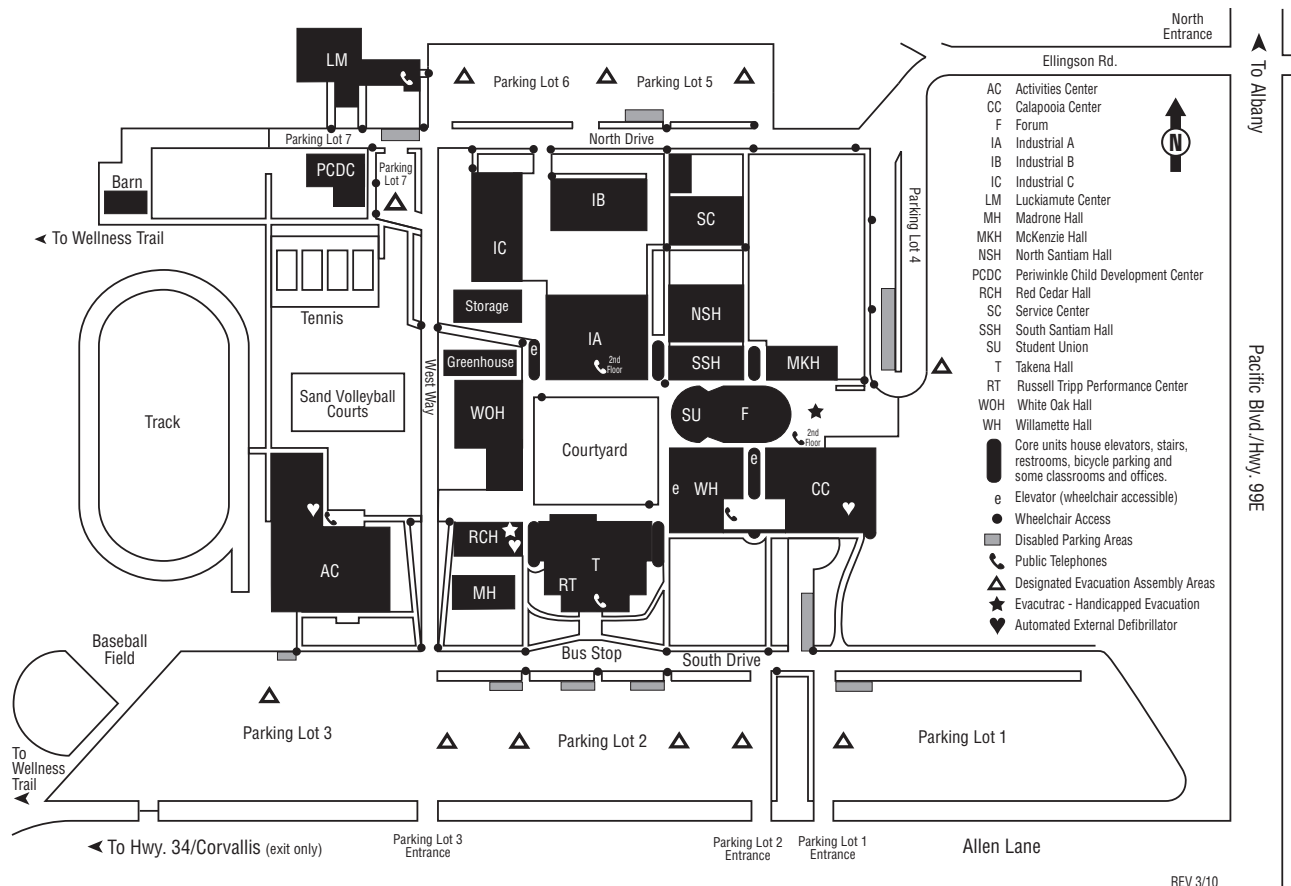 North
Entrance
Ellingson Rd.
To Albany
LM
Parking Lot 6
Parking Lot 5
AC Activities Center
CC Calapooia Center
F Forum
IA Industrial A
IB Industrial B
IC Industrial C
LM Luckiamute Center
MH Madrone Hall
MKH McKenzie Hall
NSH North Santiam Hall
PCDC Periwinkle Child Development Center
RCH Red Cedar Hall
SC Service Center
SSH South Santiam Hall
SU Student Union
T Takena Hall
RT Russell Tripp Performance Center
WOH White Oak Hall
WH Willamette Hall
Core units house elevators, stairs,
restrooms, bicycle parking and
some classrooms and offices.
e Elevator (wheelchair accessible)
Wheelchair Access
Disabled Parking Areas
Public Telephones
Designated Evacuation Assembly Areas
Evacutrac - Handicapped Evacuation
Automated External Defibrillator
N
Parking Lot 7
North Drive
PCDC
Parking
Lot 7
Barn
IB
SC
Parking Lot 4
To Wellness Trail
IC
Storage
NSH
Tennis
IA
2nd
Floor
e
Greenhouse
SSH
MKH
West Way
Pacific Blvd./Hwy. 99E
Sand Volleyball
Courts
WOH
SU
F
Track
Courtyard
2nd
Floor
e
e
WH
CC
RCH
AC
T
RT
MH
Baseball
Field
Bus Stop
South Drive
Parking Lot 3
Parking Lot 2
Parking Lot 1
To
Wellness
Trail
To Hwy. 34/Corvallis (exit only)
Parking Lot 3
Entrance
Parking Lot 2
Entrance
Parking Lot 1
Entrance
Allen Lane
REV 3/10